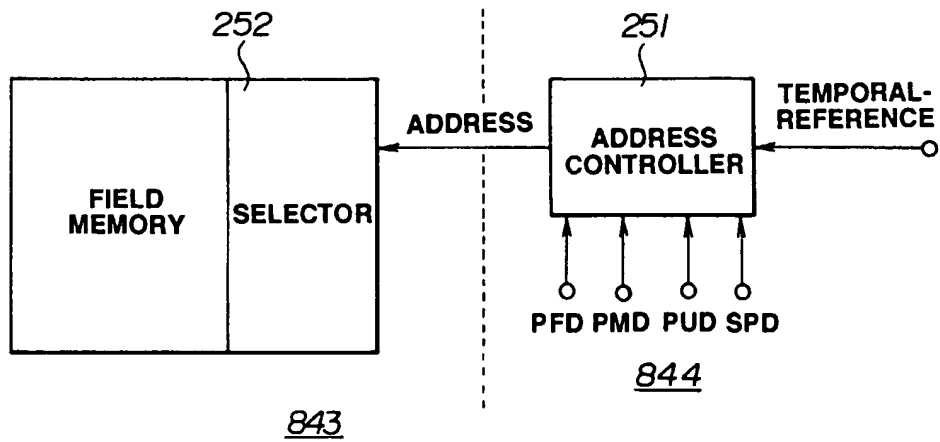 252
251
FIELD
MEMORY
SELECTOR
ADDRESS
ADDRESS
CONTROLLER
TEMPORAL-
REFERENCE
PFD PMD PUD SPD
843
844